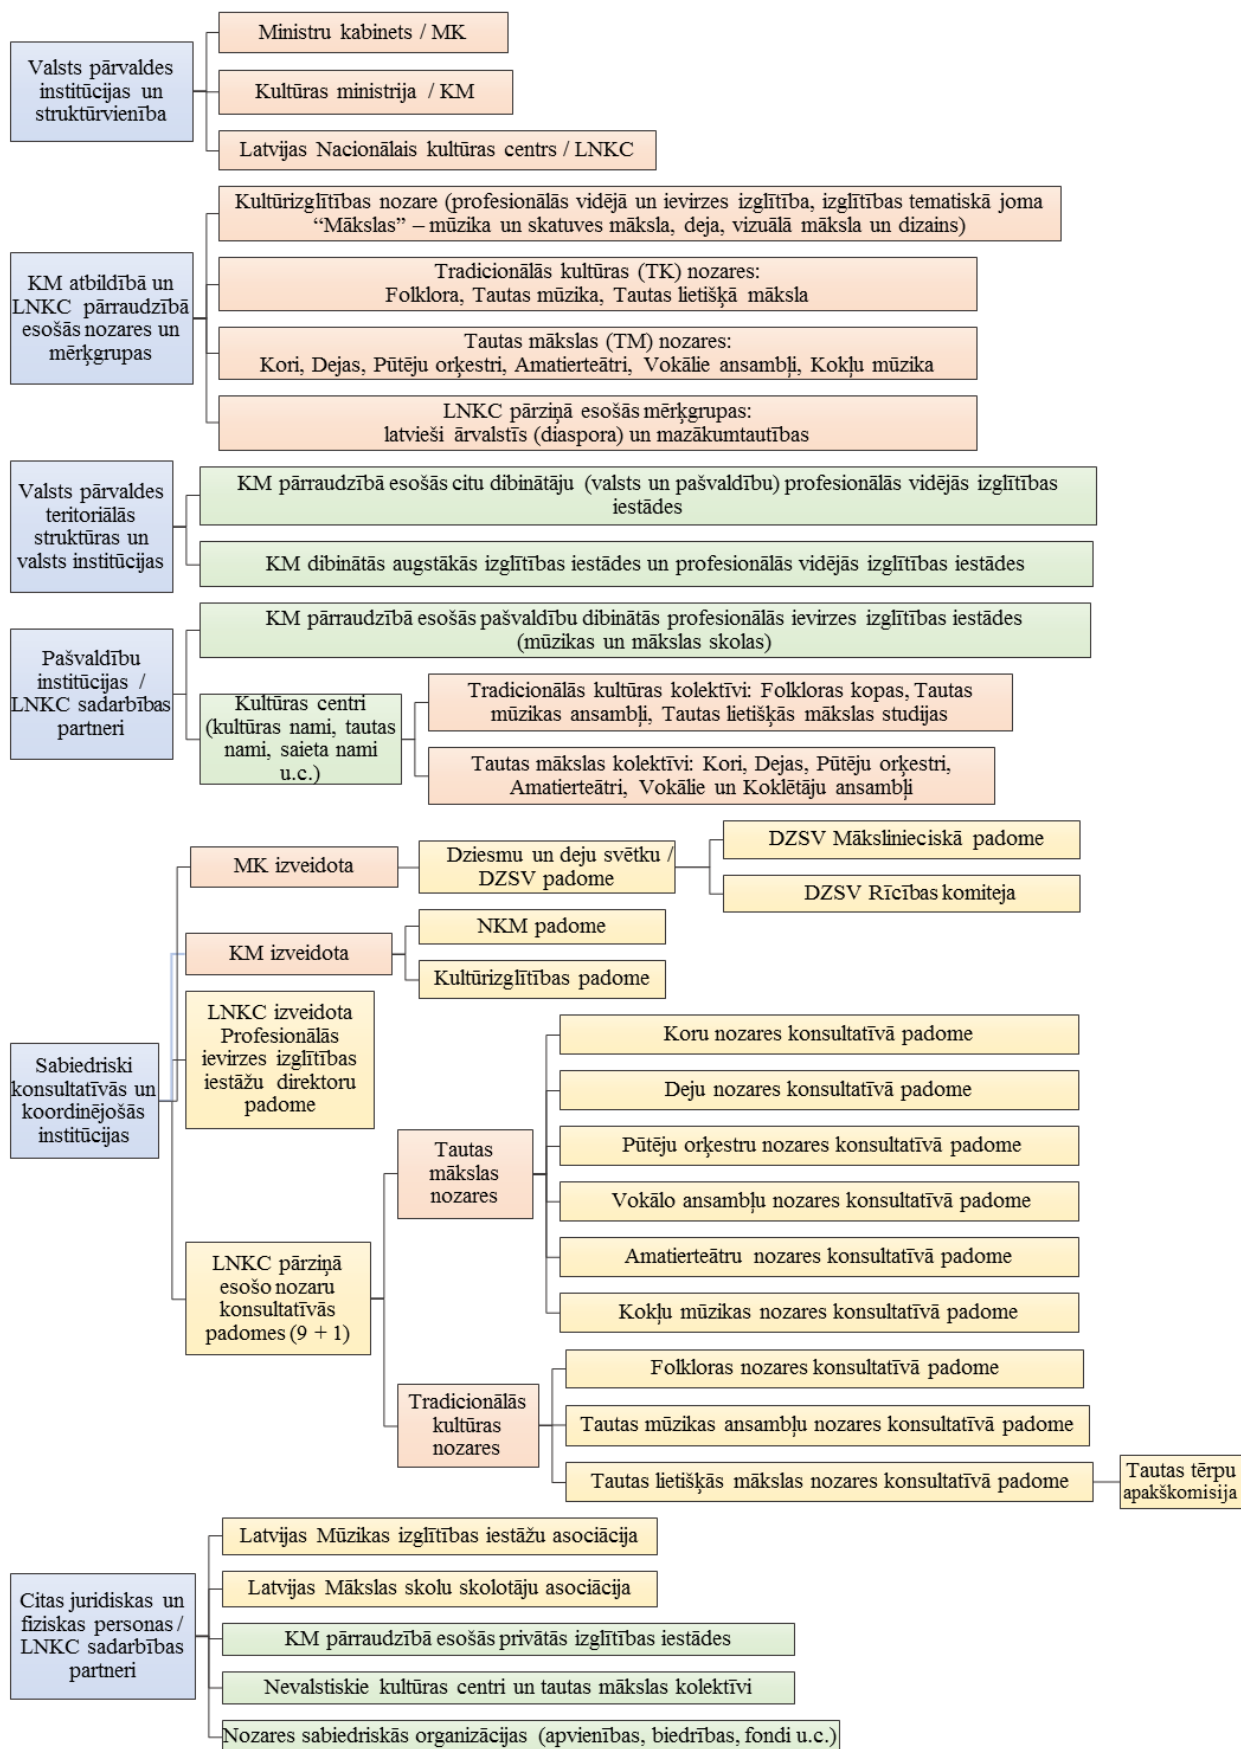 Valsts pārvaldes
institūcijas un
struktūrvienība
Ministru kabinets / MK
Kultūras ministrija / KM
Latvijas Nacionālais kultūras centrs / LNKC
KM atbildībā un
LNKC pārraudzībā
esošās nozares un
mērķgrupas
Kultūrizglītības nozare (profesionālās vidējā un ievirzes izglītība, izglītības tematiskā joma
“Mākslas” – mūzika un skatuves māksla, deja, vizuālā māksla un dizains)
Tradicionālās kultūras (TK) nozares:
Folklora, Tautas mūzika, Tautas lietišķā māksla
Tautas mākslas (TM) nozares:
Kori, Dejas, Pūtēju orķestri, Amatierteātri, Vokālie ansambļi, Kokļu mūzika
LNKC pārziņā esošās mērķgrupas:
latvieši ārvalstīs (diaspora) un mazākumtautības
Valsts pārvaldes
teritoriālās
struktūras un
valsts institūcijas
KM pārraudzībā esošās citu dibinātāju (valsts un pašvaldību) profesionālās vidējās izglītības
iestādes
KM dibinātās augstākās izglītības iestādes un profesionālās vidējās izglītības iestādes
Pašvaldību
institūcijas /
LNKC sadarbības
partneri
KM pārraudzībā esošās pašvaldību dibinātās profesionālās ievirzes izglītības iestādes
(mūzikas un mākslas skolas)
Kultūras centri
(kultūras nami, tautas
nami, saieta nami
u.c.)
Tradicionālās kultūras kolektīvi: Folkloras kopas, Tautas
mūzikas ansambļi, Tautas lietišķās mākslas studijas
Tautas mākslas kolektīvi: Kori, Dejas, Pūtēju orķestri,
Amatierteātri, Vokālie un Koklētāju ansambļi
Sabiedriski
konsultatīvās un
koordinējošās
institūcijas
MK izveidota
Dziesmu un deju svētku /
DZSV padome
DZSV Mākslinieciskā padome
DZSV Rīcības komiteja
KM izveidota
NKM padome
Kultūrizglītības padome
LNKC izveidota
Profesionālās
ievirzes izglītības
iestāžu direktoru
padome
LNKC pārziņā
esošo nozaru
konsultatīvās
padomes (9 + 1)
Tautas
mākslas
nozares
Koru nozares konsultatīvā padome
Deju nozares konsultatīvā padome
Pūtēju orķestru nozares konsultatīvā padome
Vokālo ansambļu nozares konsultatīvā padome
Amatierteātru nozares konsultatīvā padome
Kokļu mūzikas nozares konsultatīvā padome
Tradicionālās
kultūras
nozares
Folkloras nozares konsultatīvā padome
Tautas mūzikas ansambļu nozares konsultatīvā padome
Tautas lietišķās mākslas nozares konsultatīvā padome
Tautas tērpu
apakškomisija
Citas juridiskas un
fiziskas personas /
LNKC sadarbības
partneri
Latvijas Mūzikas izglītības iestāžu asociācija
Latvijas Mākslas skolu skolotāju asociācija
KM pārraudzībā esošās privātās izglītības iestādes
Nevalstiskie kultūras centri un tautas mākslas kolektīvi
Nozares sabiedriskās organizācijas (apvienības, biedrības, fondi u.c.)